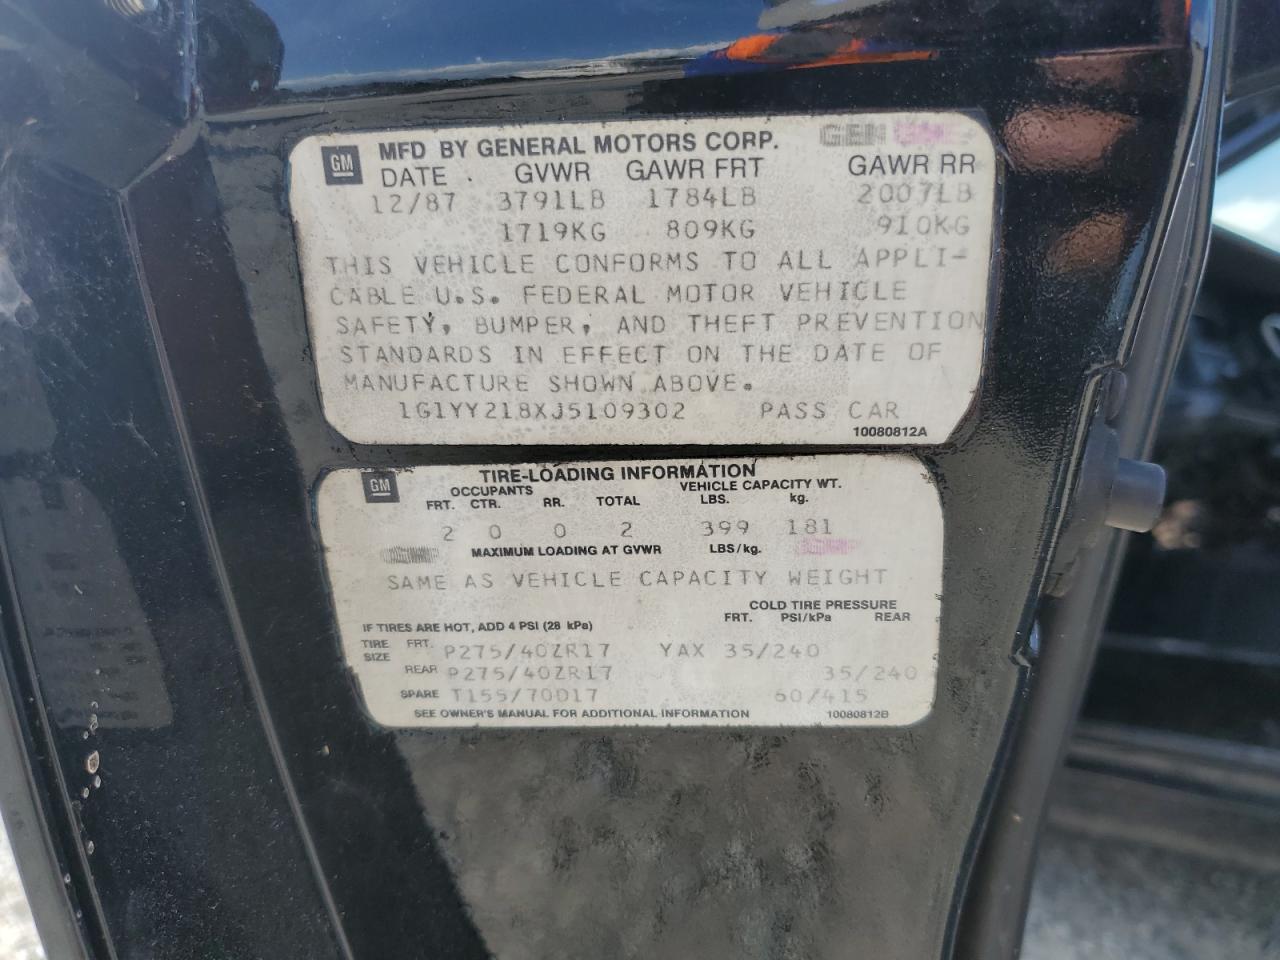 GM MFD BY GENERAL MOTORS CORP. GEN GM
DATE GVWR GAWR FRT GAWR RR
12/87 3791LB 1784LB 2007LB
1719KG 809KG 910KG
THIS VEHICLE CONFORMS TO ALL APPLI-
CABLE U.S. FEDERAL MOTOR VEHICLE
SAFETY, BUMPER, AND THEFT PREVENTION
STANDARDS IN EFFECT ON THE DATE OF
MANUFACTURE SHOWN ABOVE.
1G1YY218XJ5109302 PASS CAR
10080812A
GM TIRE-LOADING INFORMATION
OCCUPANTS VEHICLE CAPACITY WT.
FRT. CTR. RR. TOTAL LBS. kg.
2 0 0 2 399 181
MAXIMUM LOADING AT GVWR LBS/kg. GM
SAME AS VEHICLE CAPACITY WEIGHT
COLD TIRE PRESSURE
FRT. PSI/kPa REAR
IF TIRES ARE HOT, ADD 4 PSI (28 kPa)
TIRE SIZE FRT. P275/40ZR17 YAX 35/240
REAR P275/40ZR17 35/240
SPARE T155/70D17 60/415
SEE OWNER'S MANUAL FOR ADDITIONAL INFORMATION 10080812B